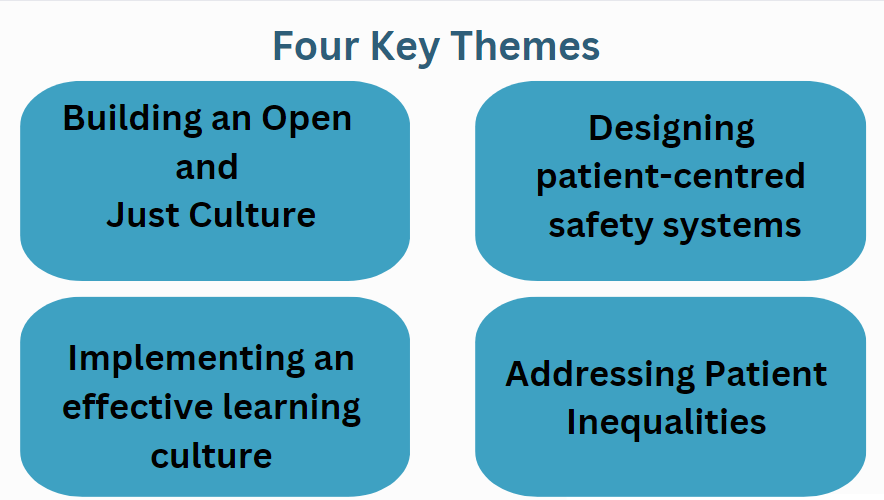 Four Key Themes
Building an Open
and
Just Culture
Designing
patient-centred
safety systems
Implementing an
effective learning
culture
Addressing Patient
Inequalities